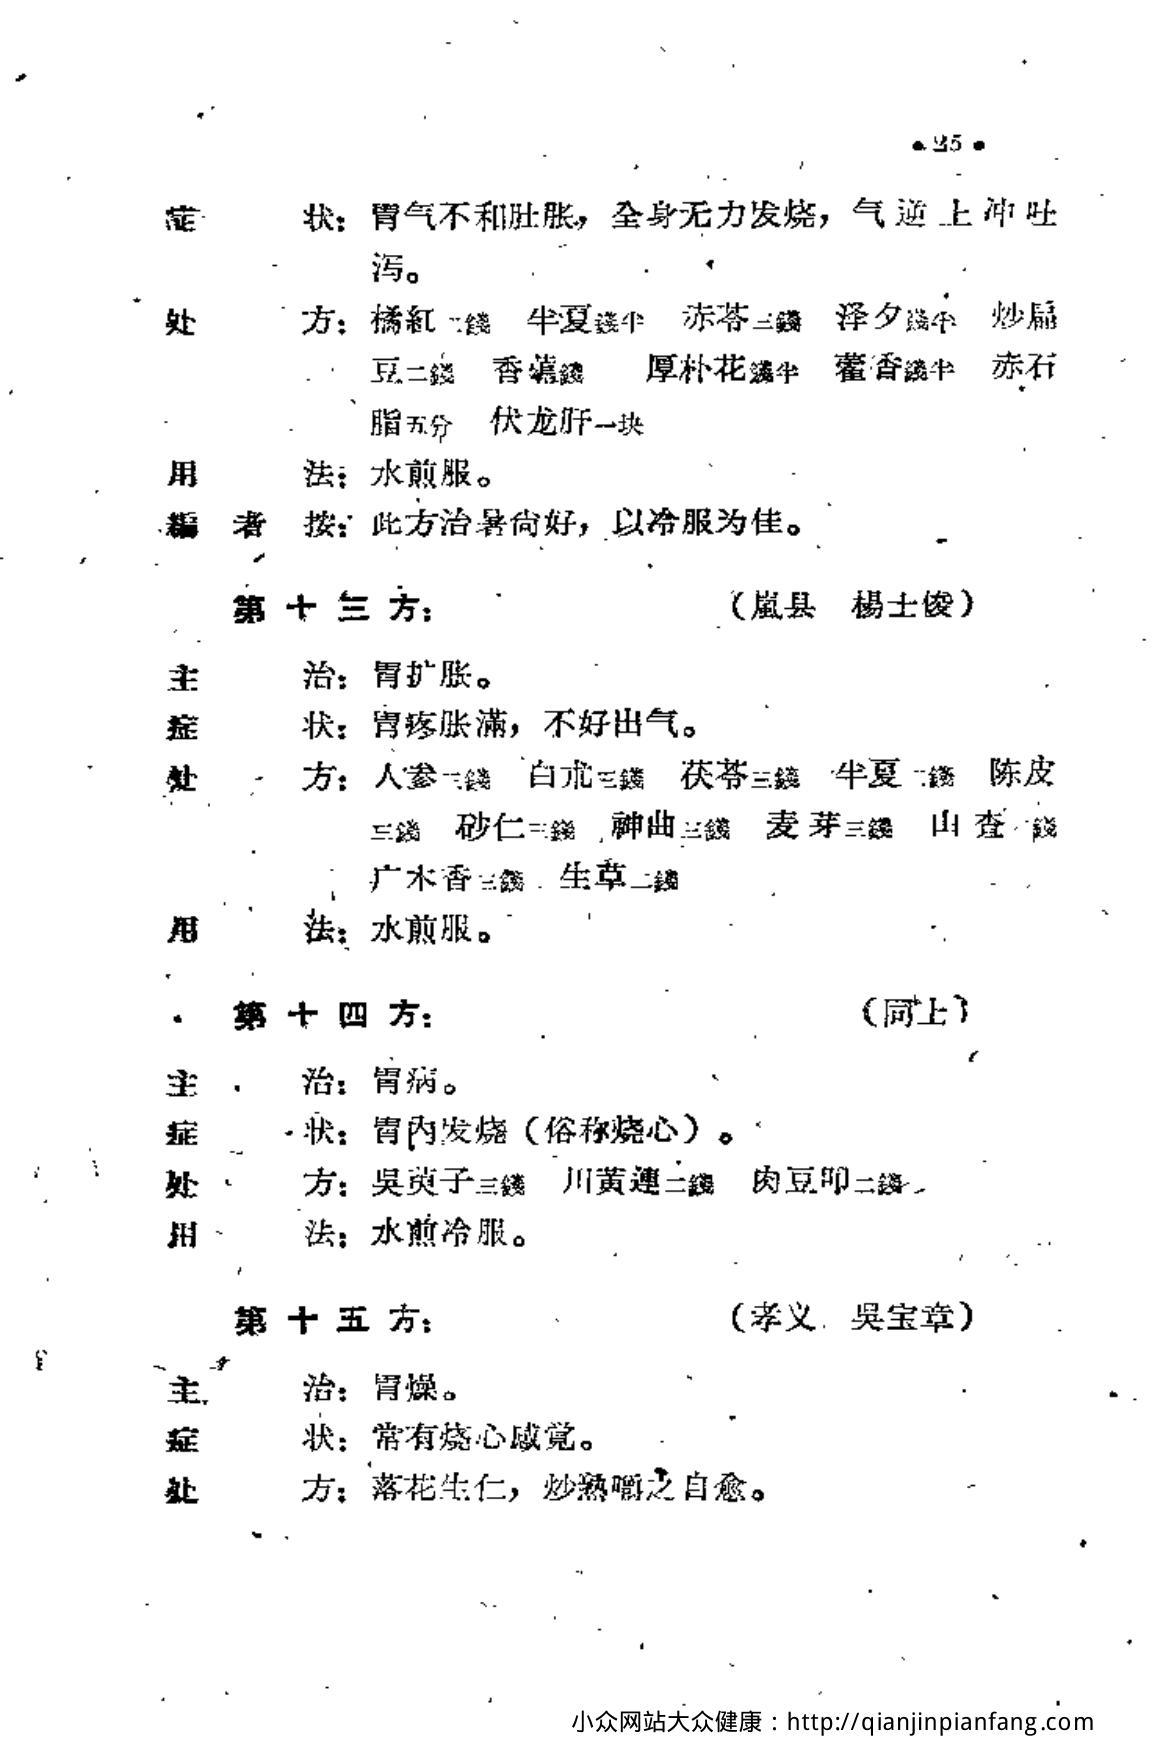 •25•
症　　状：胃气不和肚胀，全身无力发烧，气逆上冲吐
泻。
处　　方：橘紅二錢　半夏錢半　赤苓三錢　泽夕錢半　炒扁
豆二錢　香薷錢　厚朴花錢半　藿香錢半　赤石
脂五分　伏龙肝一块
用　　法：水煎服。
編 者 按：此方治暑尙好，以冷服为佳。
第十三方：　　（嵐县　楊士俊）
主　　治：胃扩胀。
症　　状：胃疼胀滿，不好出气。
处　　方：人参三錢　白朮三錢　茯苓三錢　半夏二錢　陈皮
三錢　砂仁三錢　神曲三錢　麦芽三錢　山查　錢
广木香三錢　生草二錢
用　　法：水煎服。
第十四方：　　（同上）
主　　治：胃病。
症　　状：胃內发烧（俗称烧心）。
处　　方：吳萸子三錢　川黃連二錢　肉豆叩二錢
用　　法：水煎冷服。
第十五方：　　（孝义　吳宝章）
主　　治：胃燥。
症　　状：常有烧心感觉。
处　　方：落花生仁，炒熟嚼之自愈。
小众网站大众健康：http://qianjinpianfang.com